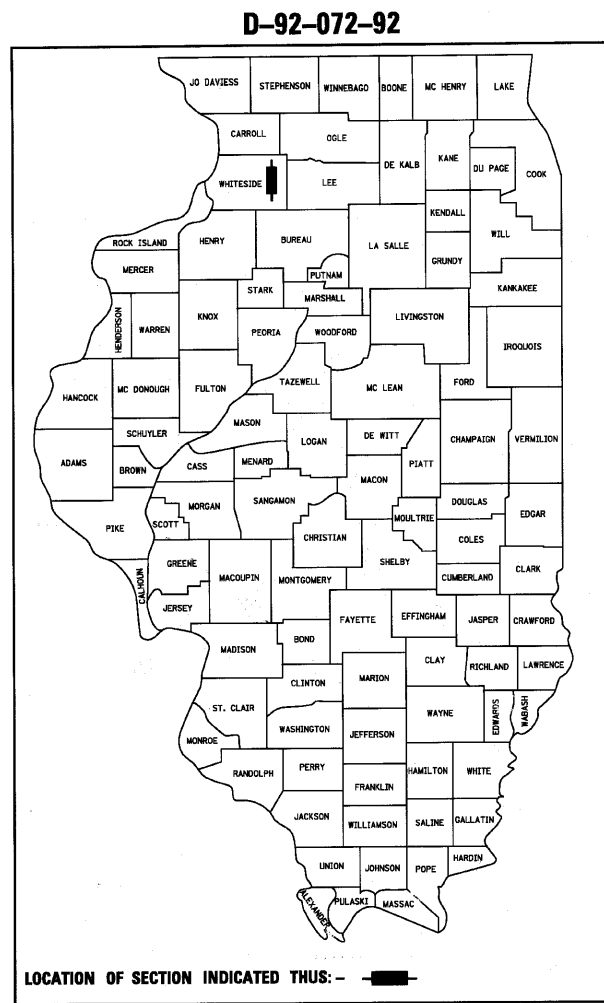 D–92–072–92
JO DAVIESS
STEPHENSON
WINNEBAGO
BOONE
MC HENRY
LAKE
CARROLL
OGLE
DE KALB
KANE
DU PAGE
COOK
WHITESIDE
LEE
KENDALL
WILL
ROCK ISLAND
HENRY
BUREAU
LA SALLE
GRUNDY
MERCER
PUTNAM
KANKAKEE
STARK
MARSHALL
HENDERSON
WARREN
KNOX
PEORIA
WOODFORD
LIVINGSTON
IROQUOIS
HANCOCK
MC DONOUGH
FULTON
TAZEWELL
MC LEAN
FORD
SCHUYLER
MASON
LOGAN
DE WITT
CHAMPAIGN
VERMILION
ADAMS
BROWN
CASS
MENARD
PIATT
MACON
PIKE
SCOTT
MORGAN
SANGAMON
MOULTRIE
DOUGLAS
EDGAR
CHRISTIAN
COLES
CALHOUN
GREENE
MACOUPIN
MONTGOMERY
SHELBY
CUMBERLAND
CLARK
JERSEY
FAYETTE
EFFINGHAM
JASPER
CRAWFORD
MADISON
BOND
CLAY
RICHLAND
LAWRENCE
CLINTON
MARION
ST. CLAIR
WAYNE
EDWARDS
WABASH
MONROE
WASHINGTON
JEFFERSON
RANDOLPH
PERRY
HAMILTON
WHITE
FRANKLIN
JACKSON
WILLIAMSON
SALINE
GALLATIN
UNION
JOHNSON
POPE
HARDIN
ALEXANDER
PULASKI
MASSAC
LOCATION OF SECTION INDICATED THUS: –